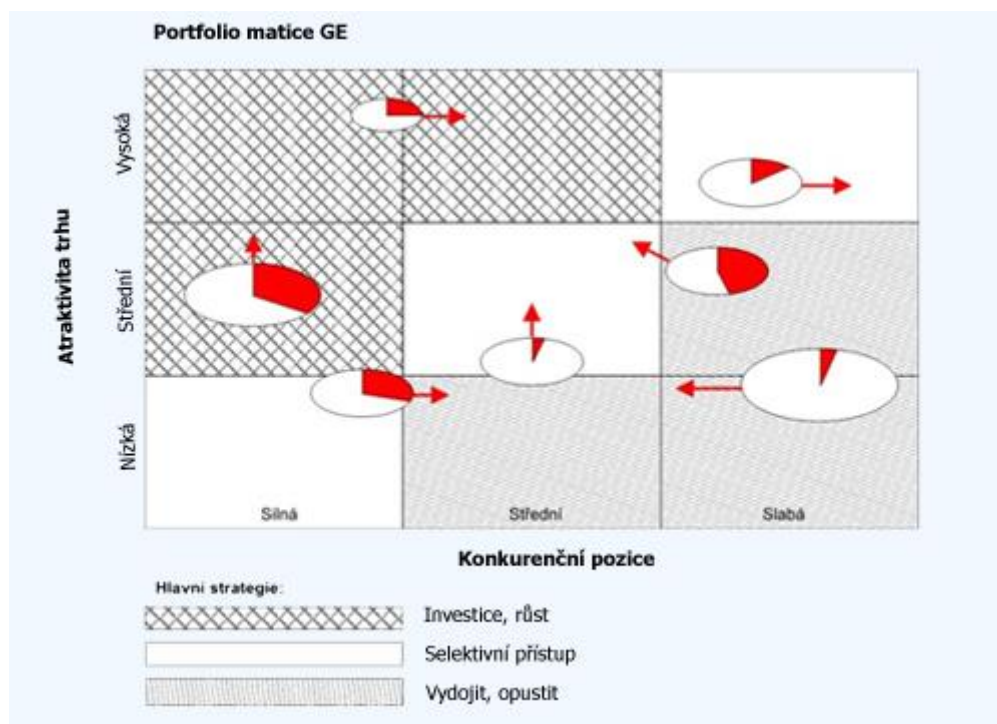 Portfolio matice GE
Vysoká
Střední
Nízká
Atraktivita trhu
Silná
Střední
Slabá
Konkurenční pozice
Hlavní strategie:
Investice, růst
Selektivní přístup
Vydojit, opustit